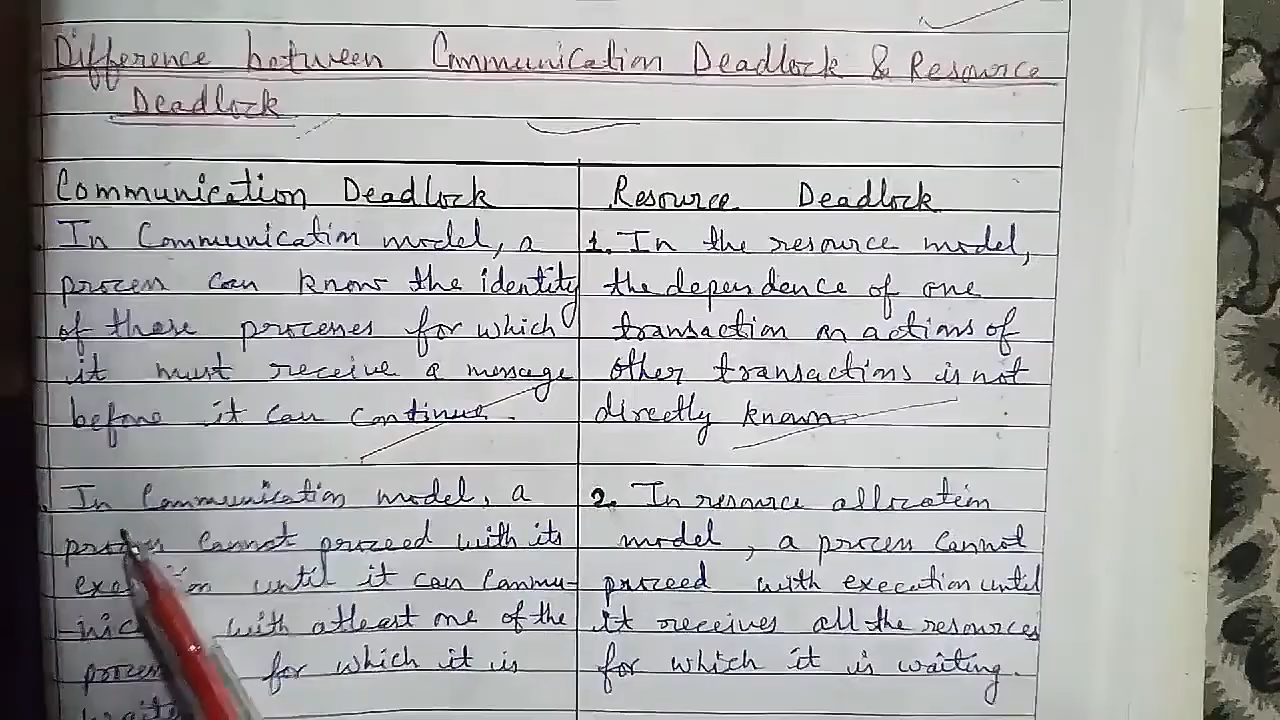 Difference between Communication Deadlock & Resource
Deadlock
Communication Deadlock
In Communication model, a
process can know the identity
of those processes for which
it must receive a message
before it can continue.
In Communication model, a
process cannot proceed with its
execution until it can Commu-
with atleast one of the
for which it is
Resource Deadlock
1. In the resource model,
the dependence of one
transaction on actions of
other transactions is not
directly known
2. In resource allocation
model, a process cannot
proceed with execution until
it receives all the resources
for which it is waiting.